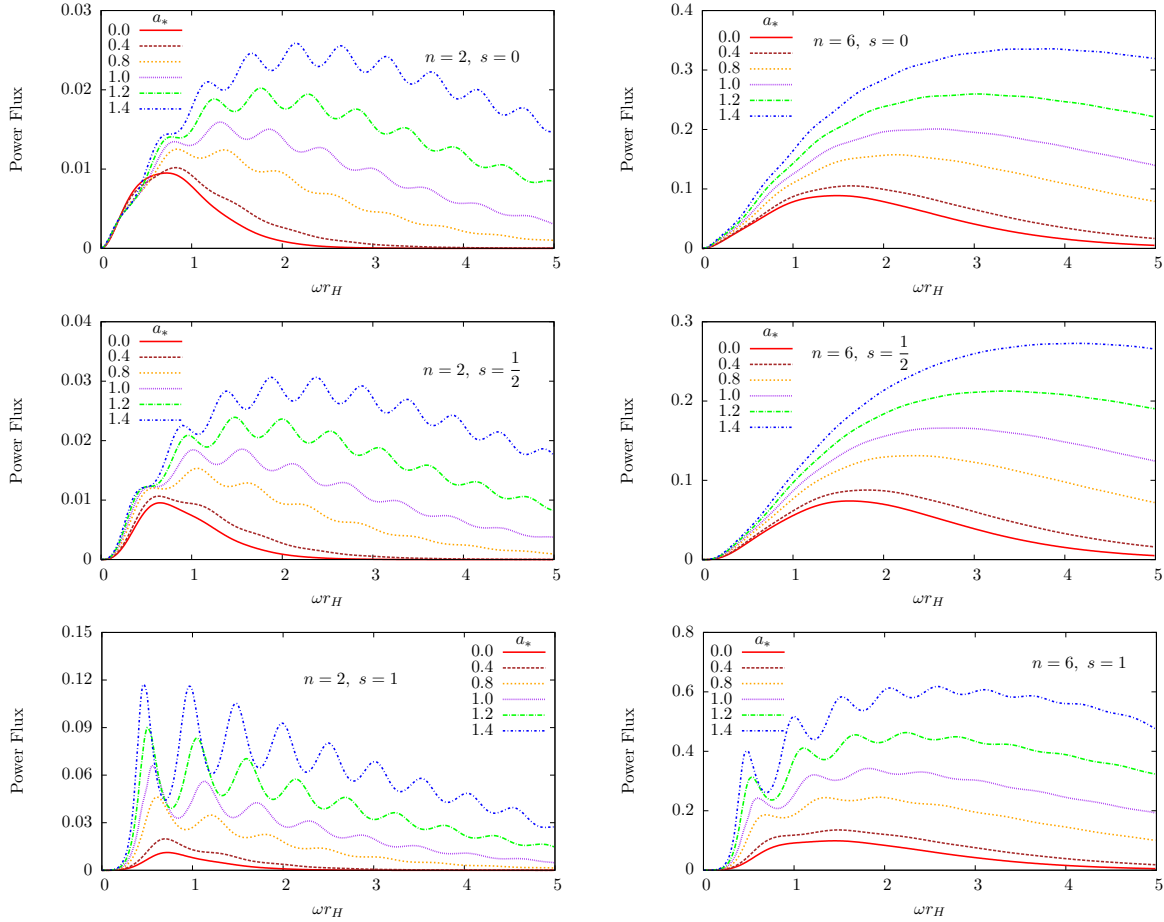 0.03
0.02
0.01
0
0 1 2 3 4 5
Power Flux
ωr_H
a_*
0.0
0.4
0.8
1.0
1.2
1.4
n = 2, s = 0
0.4
0.3
0.2
0.1
0
0 1 2 3 4 5
Power Flux
ωr_H
a_*
0.0
0.4
0.8
1.0
1.2
1.4
n = 6, s = 0
0.04
0.03
0.02
0.01
0
0 1 2 3 4 5
Power Flux
ωr_H
a_*
0.0
0.4
0.8
1.0
1.2
1.4
n = 2, s = 1/2
0.3
0.2
0.1
0
0 1 2 3 4 5
Power Flux
ωr_H
a_*
0.0
0.4
0.8
1.0
1.2
1.4
n = 6, s = 1/2
0.15
0.12
0.09
0.06
0.03
0
0 1 2 3 4 5
Power Flux
ωr_H
a_*
0.0
0.4
0.8
1.0
1.2
1.4
n = 2, s = 1
0.8
0.6
0.4
0.2
0
0 1 2 3 4 5
Power Flux
ωr_H
a_*
0.0
0.4
0.8
1.0
1.2
1.4
n = 6, s = 1